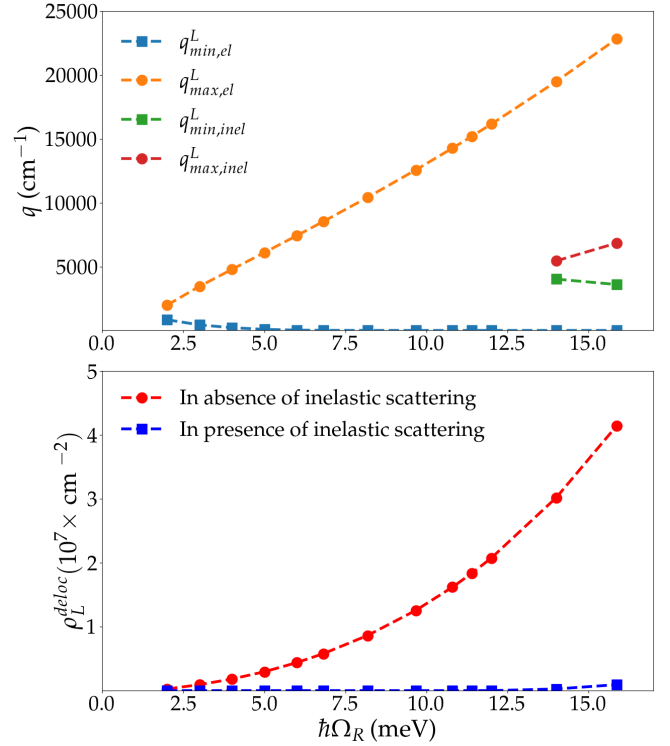 25000
20000
15000
10000
5000
q (cm⁻¹)
q^L_{min,el}
q^L_{max,el}
q^L_{min,inel}
q^L_{max,inel}
0.0 2.5 5.0 7.5 10.0 12.5 15.0
5
4
3
2
1
ρ_L^{deloc} (10⁷ × cm ⁻²)
In absence of inelastic scattering
In presence of inelastic scattering
0.0 2.5 5.0 7.5 10.0 12.5 15.0
ℏΩ_R (meV)